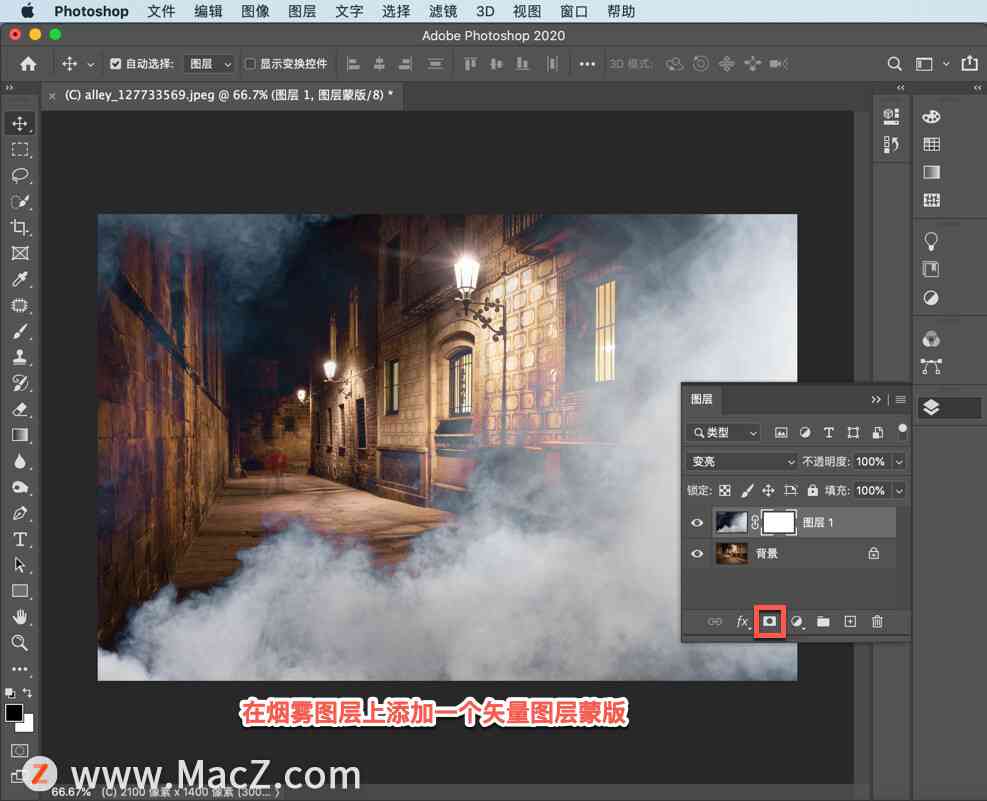 Photoshop 文件 编辑 图像 图层 文字 选择 滤镜 3D 视图 窗口 帮助
Adobe Photoshop 2020
自动选择: 图层 显示变换控件 3D 模式:
(C) alley_127733569.jpeg @ 66.7% (图层 1, 图层蒙版/8) *
图层
类型
变亮 不透明度: 100%
锁定: 填充: 100%
图层 1
背景
fx
在烟雾图层上添加一个矢量图层蒙版
Z www.MacZ.com
66.67% (C) 2100 像素 x 1400 像素 (300...